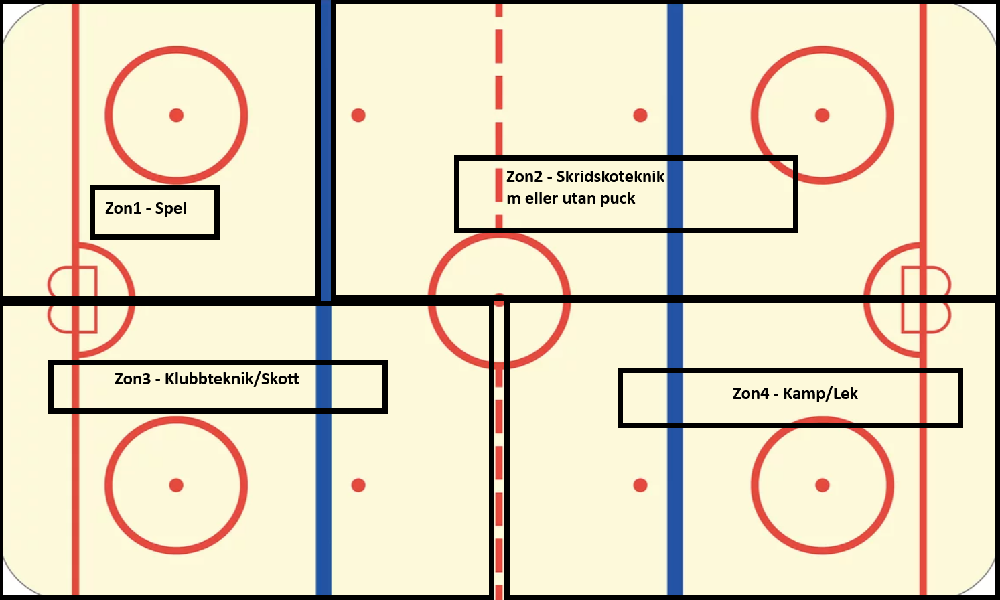 Zon1 - Spel
Zon2 - Skridskoteknik
m eller utan puck
Zon3 - Klubbteknik/Skott
Zon4 - Kamp/Lek